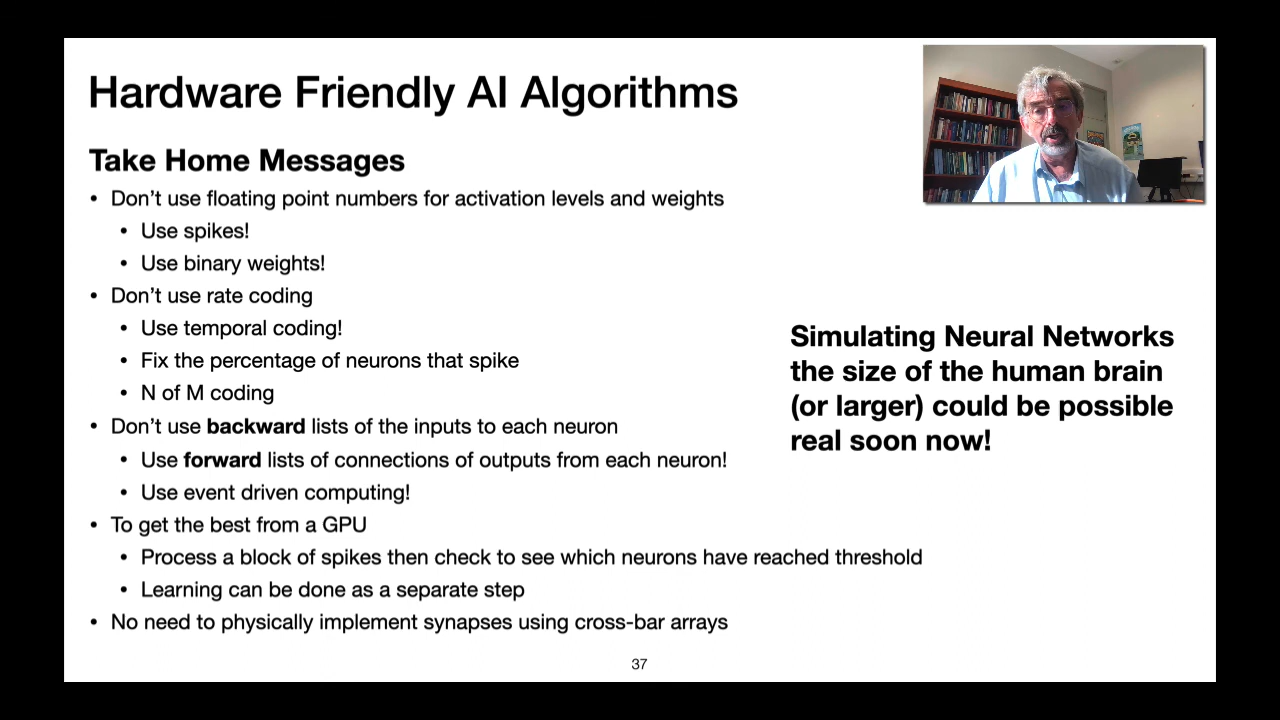 Hardware Friendly AI Algorithms
Take Home Messages
• Don’t use floating point numbers for activation levels and weights
• Use spikes!
• Use binary weights!
• Don’t use rate coding
• Use temporal coding!
• Fix the percentage of neurons that spike
• N of M coding
• Don’t use backward lists of the inputs to each neuron
• Use forward lists of connections of outputs from each neuron!
• Use event driven computing!
• To get the best from a GPU
• Process a block of spikes then check to see which neurons have reached threshold
• Learning can be done as a separate step
• No need to physically implement synapses using cross-bar arrays
Simulating Neural Networks
the size of the human brain
(or larger) could be possible
real soon now!
37